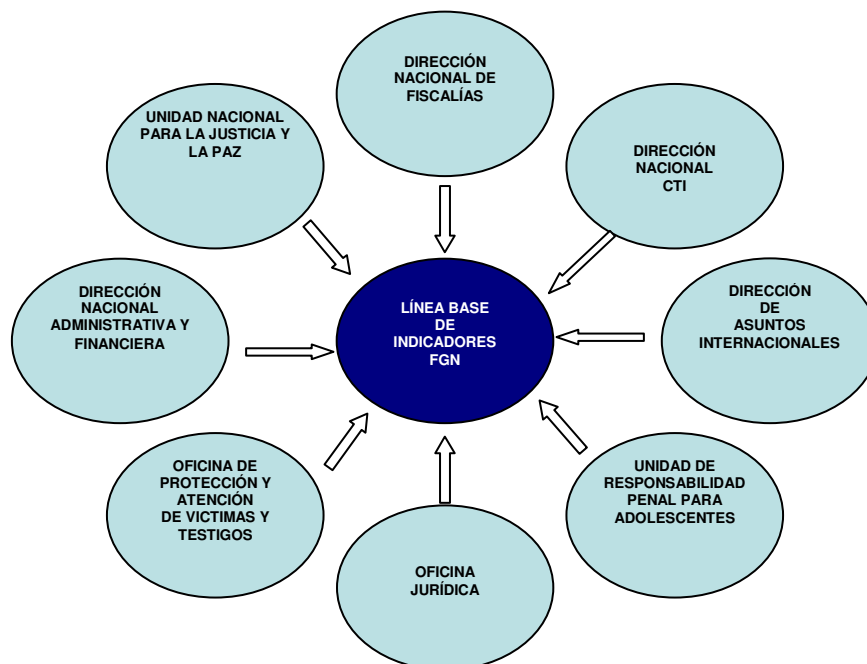 DIRECCIÓN
NACIONAL DE
FISCALÍAS
UNIDAD NACIONAL
PARA LA JUSTICIA Y
LA PAZ
DIRECCIÓN
NACIONAL
CTI
DIRECCIÓN
NACIONAL
ADMINISTRATIVA Y
FINANCIERA
LÍNEA BASE
DE
INDICADORES
FGN
DIRECCIÓN
DE
ASUNTOS
INTERNACIONALES
OFICINA DE
PROTECCIÓN Y
ATENCIÓN
DE VICTIMAS Y
TESTIGOS
OFICINA
JURÍDICA
UNIDAD DE
RESPONSABILIDAD
PENAL PARA
ADOLESCENTES